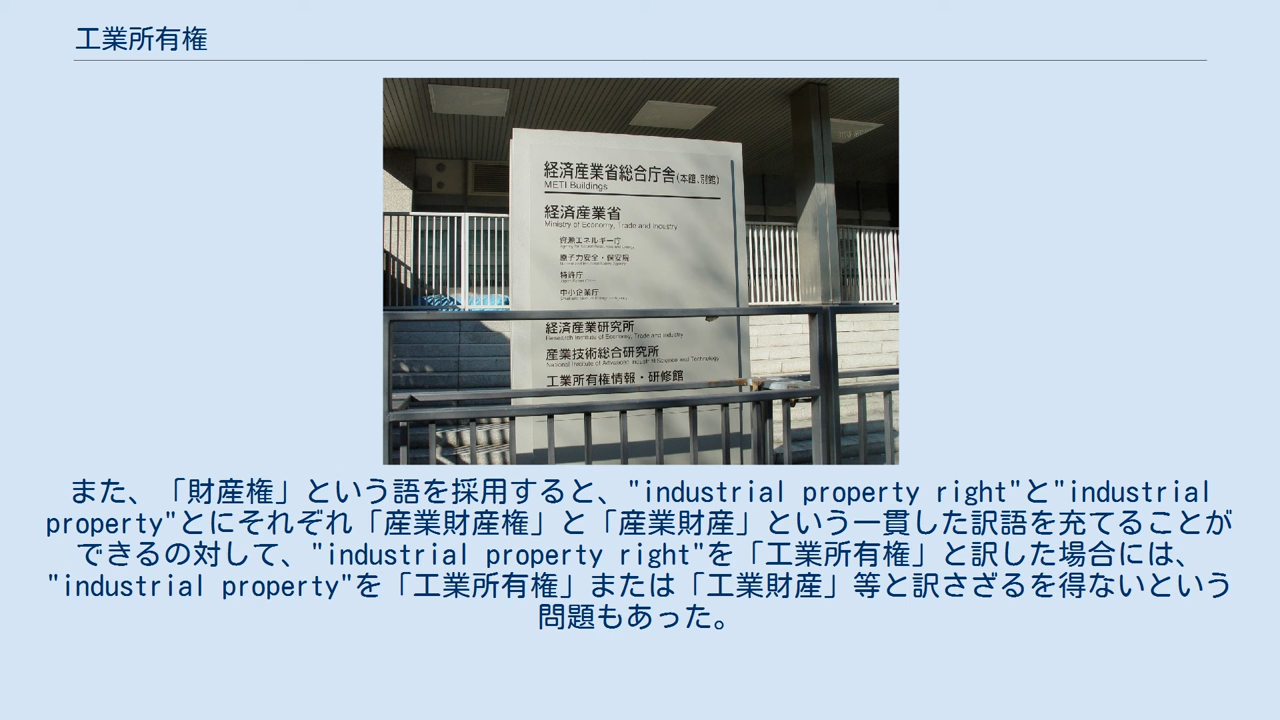 工業所有権
経済産業省総合庁舎(本館、別館)
METI Buildings
経済産業省
Ministry of Economy, Trade and Industry
資源エネルギー庁
原子力安全・保安院
特許庁
中小企業庁
経済産業研究所
Research Institute of Economy, Trade and Industry
産業技術総合研究所
National Institute of Advanced Industrial Science and Technology
工業所有権情報・研修館
また、「財産権」という語を採用すると、"industrial property right"と"industrial
property"とにそれぞれ「産業財産権」と「産業財産」という一貫した訳語を充てることが
できるの対して、"industrial property right"を「工業所有権」と訳した場合には、
"industrial property"を「工業所有権」または「工業財産」等と訳さざるを得ないという
問題もあった。